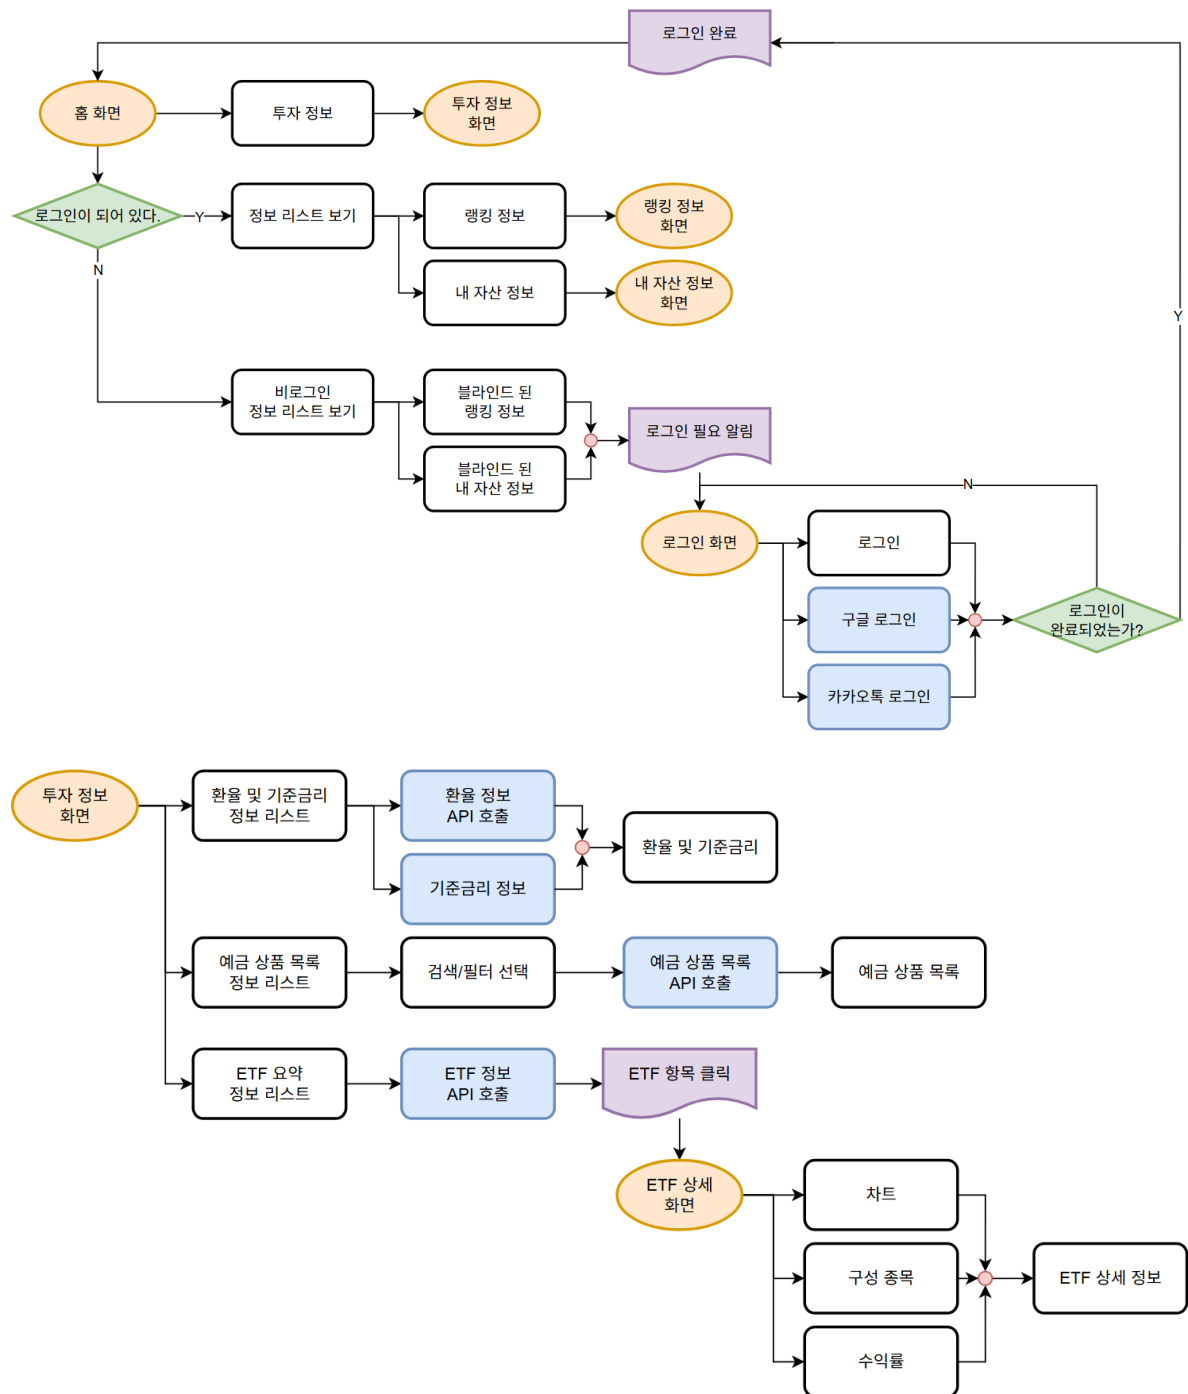 로그인 완료
홈 화면
투자 정보
투자 정보
화면
로그인이 되어 있다.
Y
정보 리스트 보기
랭킹 정보
랭킹 정보
화면
N
내 자산 정보
내 자산 정보
화면
Y
비로그인
정보 리스트 보기
블라인드 된
랭킹 정보
로그인 필요 알림
블라인드 된
내 자산 정보
N
로그인 화면
로그인
구글 로그인
로그인이
완료되었는가?
카카오톡 로그인
투자 정보
화면
환율 및 기준금리
정보 리스트
환율 정보
API 호출
환율 및 기준금리
기준금리 정보
예금 상품 목록
정보 리스트
검색/필터 선택
예금 상품 목록
API 호출
예금 상품 목록
ETF 요약
정보 리스트
ETF 정보
API 호출
ETF 항목 클릭
ETF 상세
화면
차트
구성 종목
ETF 상세 정보
수익률